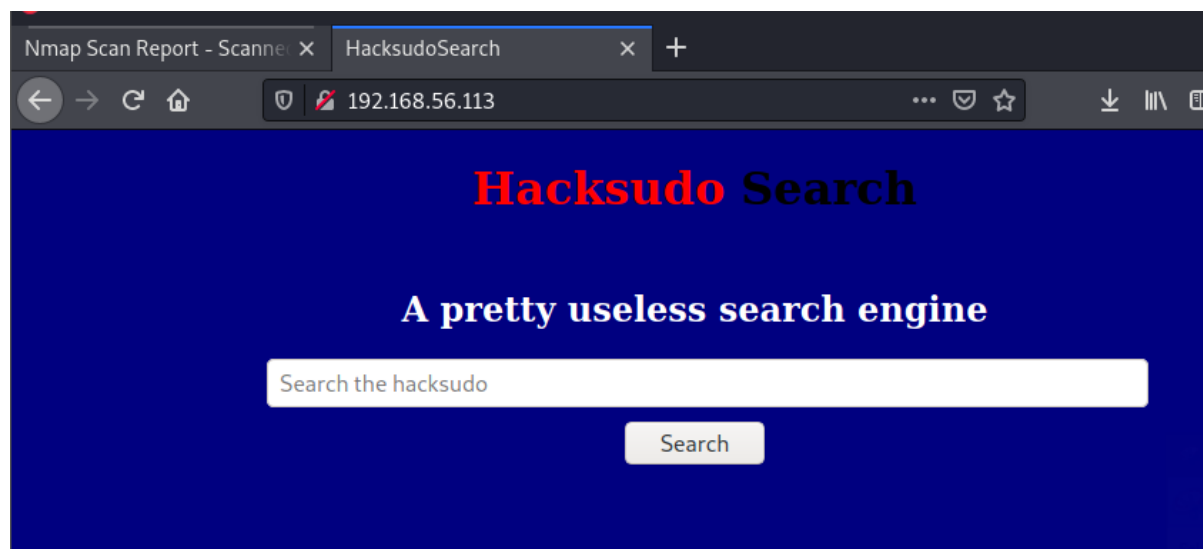 Nmap Scan Report - Scanne
HacksudoSearch
192.168.56.113
Hacksudo Search
A pretty useless search engine
Search the hacksudo
Search